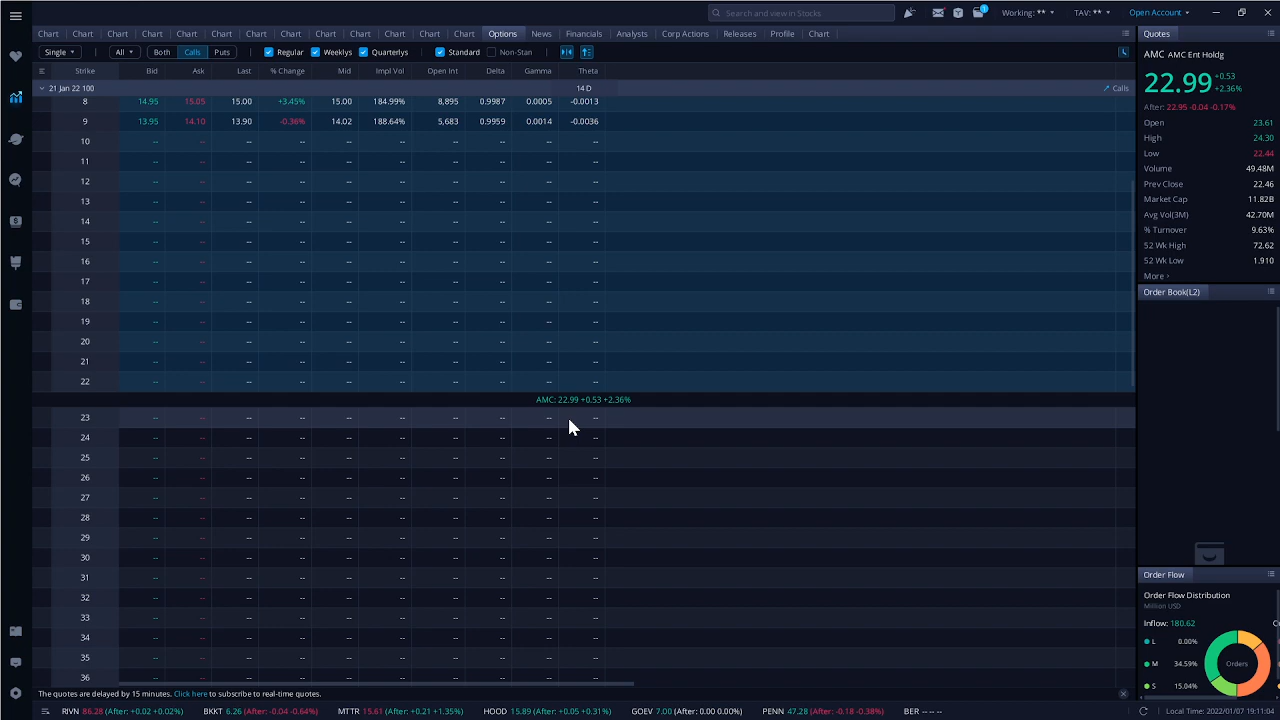 Search and view in Stocks
Working: ** TAV: ** Open Account
Chart Chart Chart Chart Chart Chart Chart Chart Chart Chart Chart Chart Chart Options News Financials Analysts Corp Actions Releases Profile Chart
Single All Both Calls Puts Regular Weeklys Quarterlys Standard Non-Stan
Strike Bid Ask Last % Change Mid Impl Vol Open Int Delta Gamma Theta
21 Jan 22 100 14 D Calls
8 14.95 15.05 15.00 +3.45% 15.00 184.99% 8,895 0.9987 0.0005 -0.0013
9 13.95 14.10 13.90 -0.36% 14.02 188.64% 5,683 0.9959 0.0014 -0.0036
10 -- -- -- -- -- -- -- -- -- --
11 -- -- -- -- -- -- -- -- -- --
12 -- -- -- -- -- -- -- -- -- --
13 -- -- -- -- -- -- -- -- -- --
14 -- -- -- -- -- -- -- -- -- --
15 -- -- -- -- -- -- -- -- -- --
16 -- -- -- -- -- -- -- -- -- --
17 -- -- -- -- -- -- -- -- -- --
18 -- -- -- -- -- -- -- -- -- --
19 -- -- -- -- -- -- -- -- -- --
20 -- -- -- -- -- -- -- -- -- --
21 -- -- -- -- -- -- -- -- -- --
22 -- -- -- -- -- -- -- -- -- --
AMC: 22.99 +0.53 +2.36%
23 -- -- -- -- -- -- -- -- -- --
24 -- -- -- -- -- -- -- -- -- --
25 -- -- -- -- -- -- -- -- -- --
26 -- -- -- -- -- -- -- -- -- --
27 -- -- -- -- -- -- -- -- -- --
28 -- -- -- -- -- -- -- -- -- --
29 -- -- -- -- -- -- -- -- -- --
30 -- -- -- -- -- -- -- -- -- --
31 -- -- -- -- -- -- -- -- -- --
32 -- -- -- -- -- -- -- -- -- --
33 -- -- -- -- -- -- -- -- -- --
34 -- -- -- -- -- -- -- -- -- --
35 -- -- -- -- -- -- -- -- -- --
36 -- -- -- -- -- -- -- -- -- --
Quotes
AMC AMC Ent Holdg
22.99 +0.53
+2.36%
After: 22.95 -0.04 -0.17%
Open 23.61
High 24.30
Low 22.44
Volume 49.48M
Prev Close 22.46
Market Cap 11.82B
Avg Vol(3M) 42.70M
% Turnover 9.63%
52 Wk High 72.62
52 Wk Low 1.910
More >
Order Book(L2)
Order Flow
Order Flow Distribution
Million USD
Inflow: 180.62
L 0.00%
M 34.59%
S 15.04%
Orders
The quotes are delayed by 15 minutes. Click here to subscribe to real-time quotes.
RIVN 86.28 (After: +0.02 +0.02%) BKKT 6.26 (After: -0.04 -0.64%) MTTR 15.61 (After: +0.21 +1.35%) HOOD 15.89 (After: +0.05 +0.31%) GOEV 7.00 (After: 0.00 0.00%) PENN 47.28 (After: -0.18 -0.38%) BER -- -- --
Local Time: 2022/01/07 19:11:04